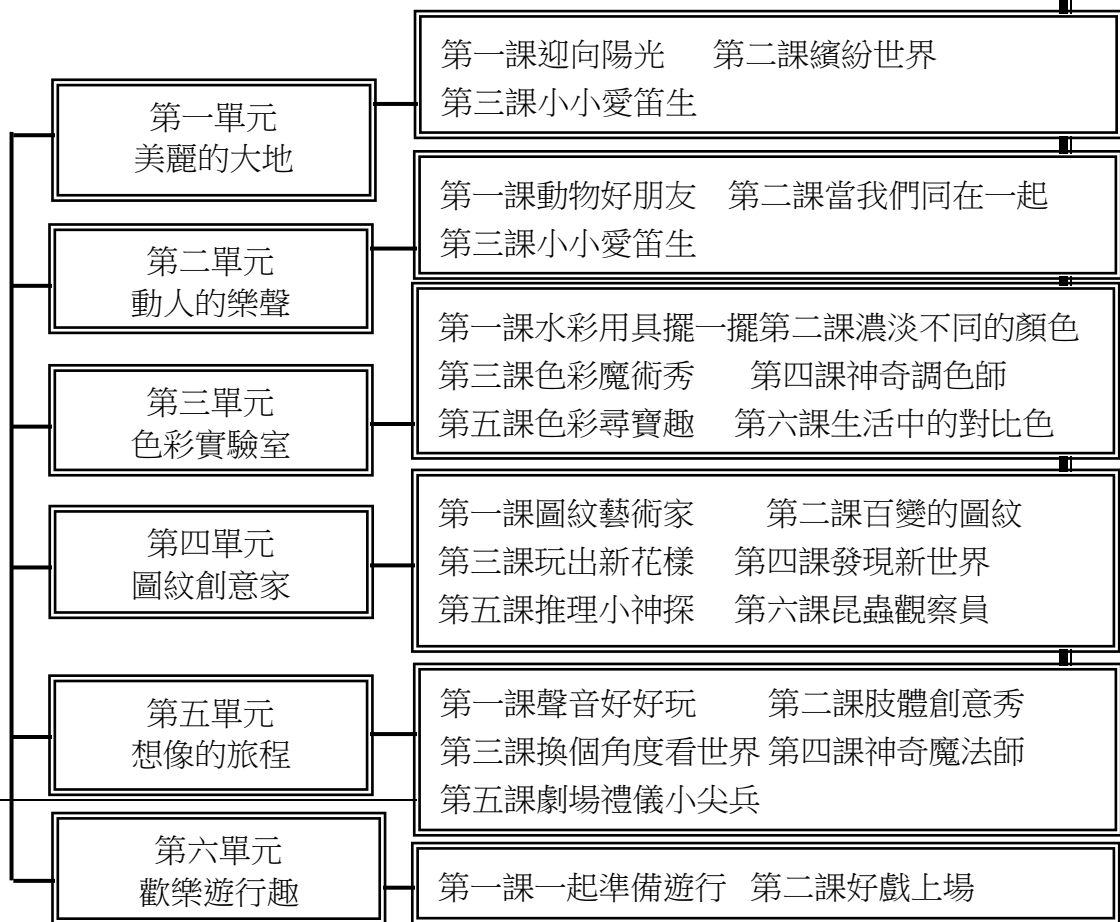 第一單元
美麗的大地
第一課迎向陽光 第二課繽紛世界
第三課小小愛笛生
第二單元
動人的樂聲
第一課動物好朋友 第二課當我們同在一起
第三課小小愛笛生
第三單元
色彩實驗室
第一課水彩用具擺一擺第二課濃淡不同的顏色
第三課色彩魔術秀 第四課神奇調色師
第五課色彩尋寶趣 第六課生活中的對比色
第四單元
圖紋創意家
第一課圖紋藝術家 第二課百變的圖紋
第三課玩出新花樣 第四課發現新世界
第五課推理小神探 第六課昆蟲觀察員
第五單元
想像的旅程
第一課聲音好好玩 第二課肢體創意秀
第三課換個角度看世界 第四課神奇魔法師
第五課劇場禮儀小尖兵
第六單元
歡樂遊行趣
第一課一起準備遊行 第二課好戲上場